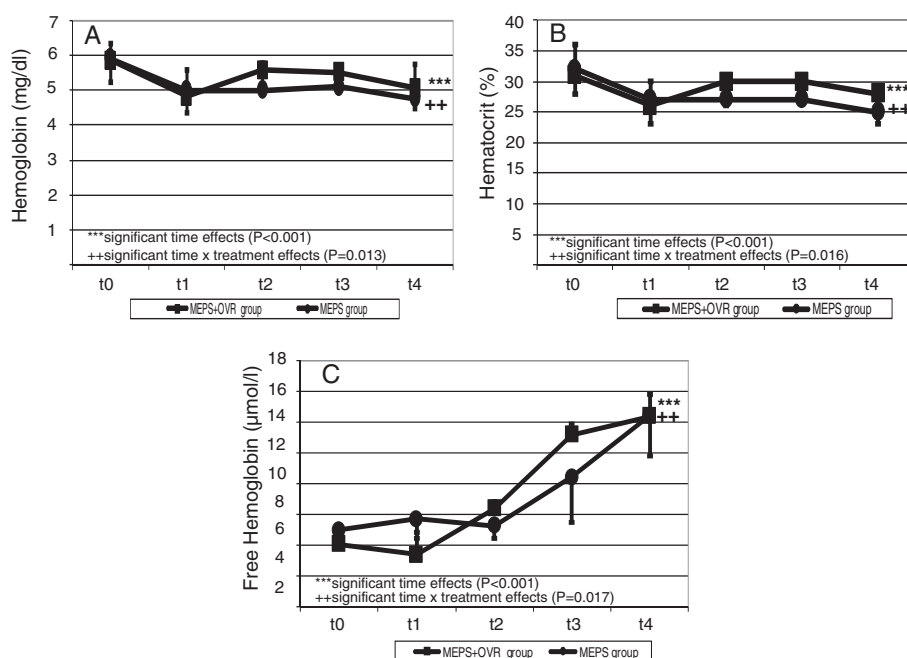 A
Hemoglobin (mg/dl)
7
6
5
4
3
2
1
***
++
***significant time effects (P<0.001)
++significant time x treatment effects (P=0.013)
t0 t1 t2 t3 t4
MEPS+OVR group MEPS group
B
Hematocrit (%)
40
35
30
25
20
15
10
5
***
++
***significant time effects (P<0.001)
++significant time x treatment effects (P=0.016)
t0 t1 t2 t3 t4
MEPS+OVR group MEPS group
C
Free Hemoglobin (µmol/l)
18
16
14
12
10
8
6
4
2
***
++
***significant time effects (P<0.001)
++significant time x treatment effects (P=0.017)
t0 t1 t2 t3 t4
MEPS+OVR group MEPS group